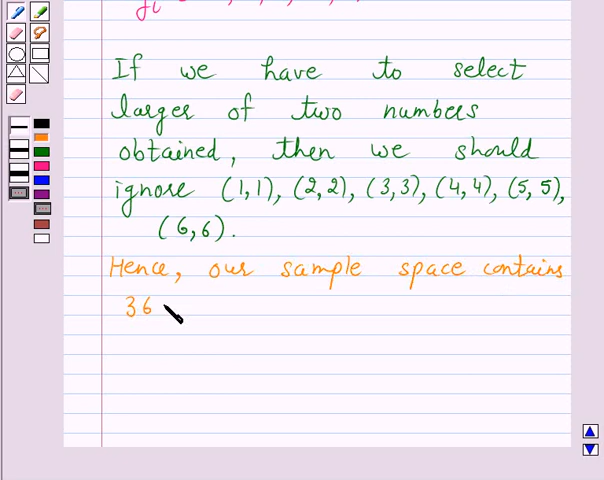 If we have to select
larger of two numbers
obtained, then we should
ignore (1,1), (2,2), (3,3), (4,4), (5,5),
(6,6).
Hence, our sample space contains
36